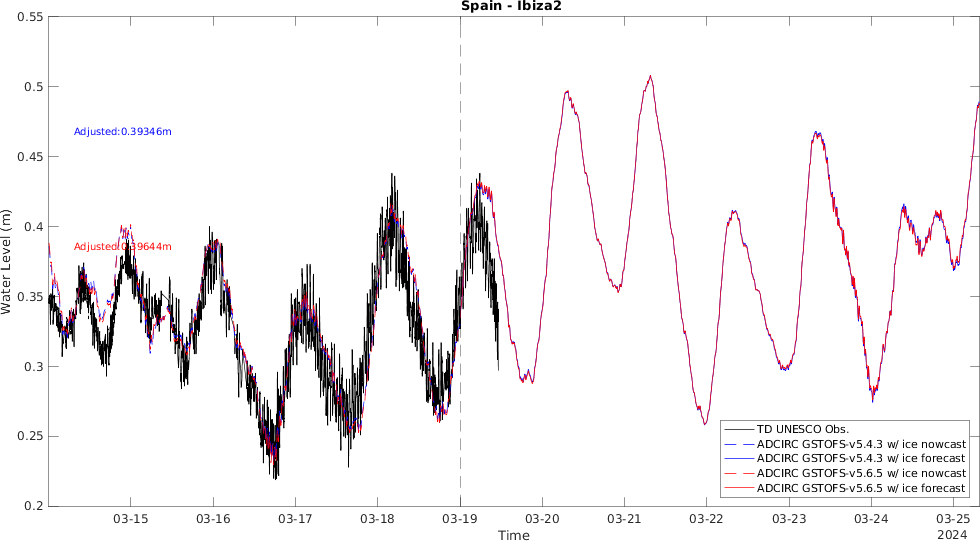 Spain - Ibiza2
0.55
0.5
0.45
0.4
0.35
0.3
0.25
0.2
Water Level (m)
Adjusted:0.39346m
Adjusted:0.39644m
TD UNESCO Obs.
ADCIRC GSTOFS-v5.4.3 w/ ice nowcast
ADCIRC GSTOFS-v5.4.3 w/ ice forecast
ADCIRC GSTOFS-v5.6.5 w/ ice nowcast
ADCIRC GSTOFS-v5.6.5 w/ ice forecast
03-15 03-16 03-17 03-18 03-19 03-20 03-21 03-22 03-23 03-24 03-25
Time
2024